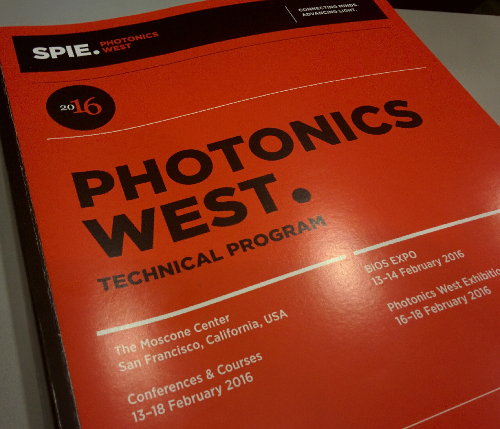 SPIE. PHOTONICS
WEST
CONNECTING MINDS.
ADVANCING LIGHT.
2016
PHOTONICS
WEST.
TECHNICAL PROGRAM
The Moscone Center
San Francisco, California, USA
Conferences & Courses
13–18 February 2016
BiOS EXPO
13–14 February 2016
Photonics West Exhibitio
16–18 February 2016